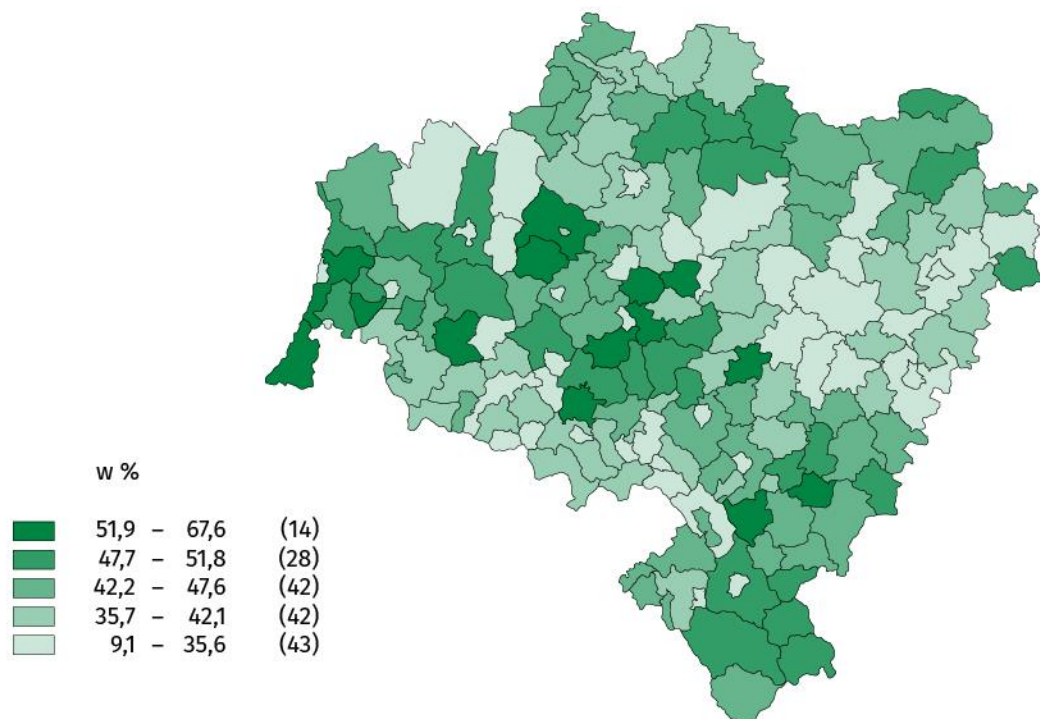 w %
51,9 – 67,6 (14)
47,7 – 51,8 (28)
42,2 – 47,6 (42)
35,7 – 42,1 (42)
9,1 – 35,6 (43)